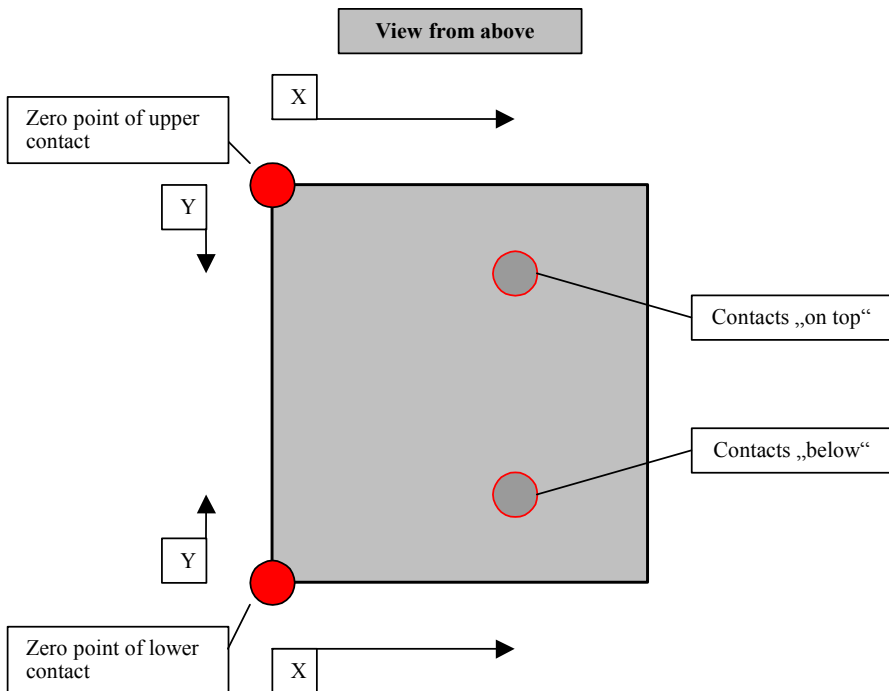 View from above
X
Zero point of upper
contact
Y
Contacts „on top“
Contacts „below“
Y
Zero point of lower
contact
X